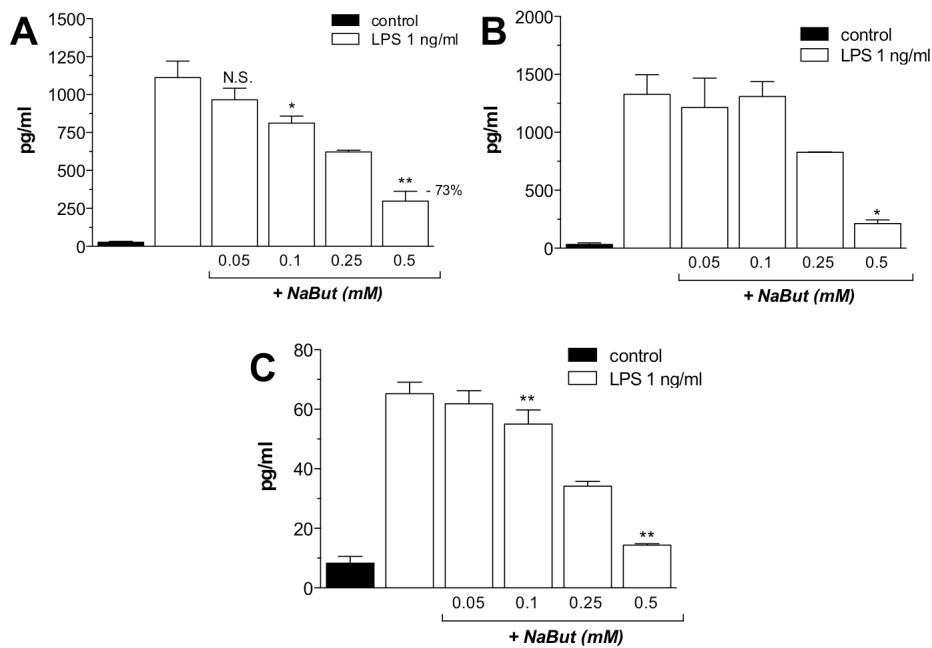 A
control
LPS 1 ng/ml
1500
1250
1000
750
500
250
0
pg/ml
N.S.
*
**
- 73%
0.05 0.1 0.25 0.5
+ NaBut (mM)
B
control
LPS 1 ng/ml
2000
1500
1000
500
0
pg/ml
*
0.05 0.1 0.25 0.5
+ NaBut (mM)
C
control
LPS 1 ng/ml
80
60
40
20
0
pg/ml
**
**
0.05 0.1 0.25 0.5
+ NaBut (mM)